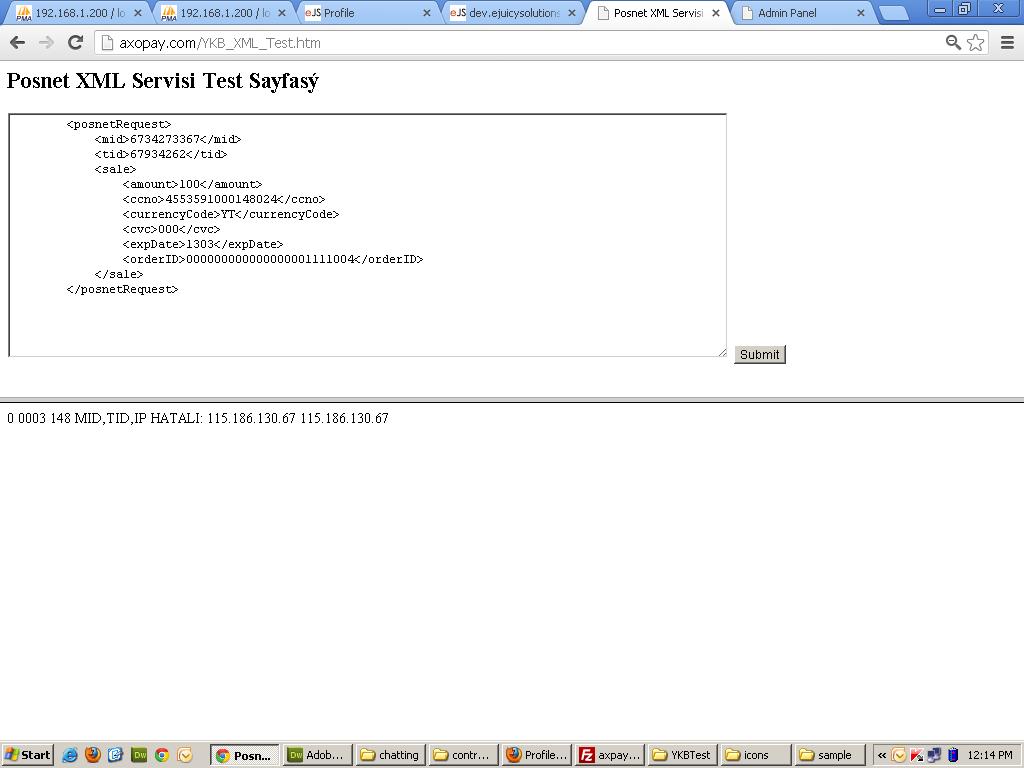 192.168.1.200 / lo
192.168.1.200 / lo
eJS Profile
eJS dev.ejuicysolutions
Posnet XML Servisi
Admin Panel
axopay.com/YKB_XML_Test.htm
Posnet XML Servisi Test Sayfasý
<posnetRequest>
<mid>6734273367</mid>
<tid>67934262</tid>
<sale>
<amount>100</amount>
<ccno>4553591000148024</ccno>
<currencyCode>YT</currencyCode>
<cvc>000</cvc>
<expDate>1303</expDate>
<orderID>000000000000000001111004</orderID>
</sale>
</posnetRequest>
Submit
0 0003 148 MID,TID,IP HATALI: 115.186.130.67 115.186.130.67
Start
Posn...
Adob...
chatting
contr...
Profile...
axpay...
YKBTest
icons
sample
12:14 PM